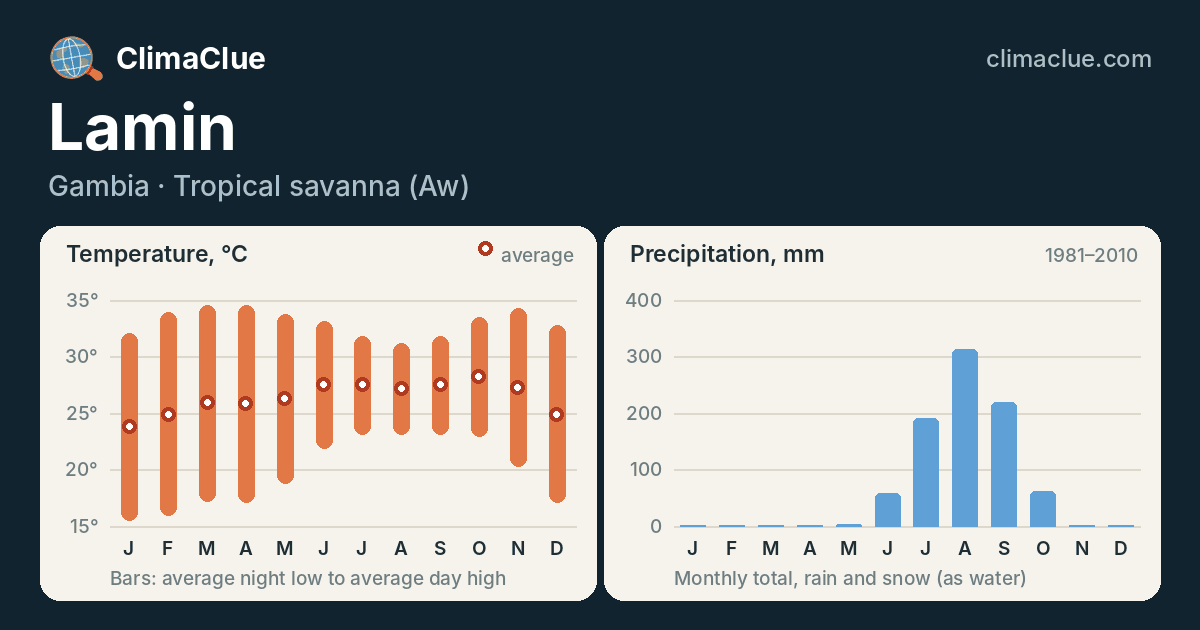 ClimaClue
climaclue.com
Lamin
Gambia · Tropical savanna (Aw)
Temperature, °C
average
35°
30°
25°
20°
15°
J F M A M J J A S O N D
Bars: average night low to average day high
Precipitation, mm
1981–2010
400
300
200
100
0
J F M A M J J A S O N D
Monthly total, rain and snow (as water)